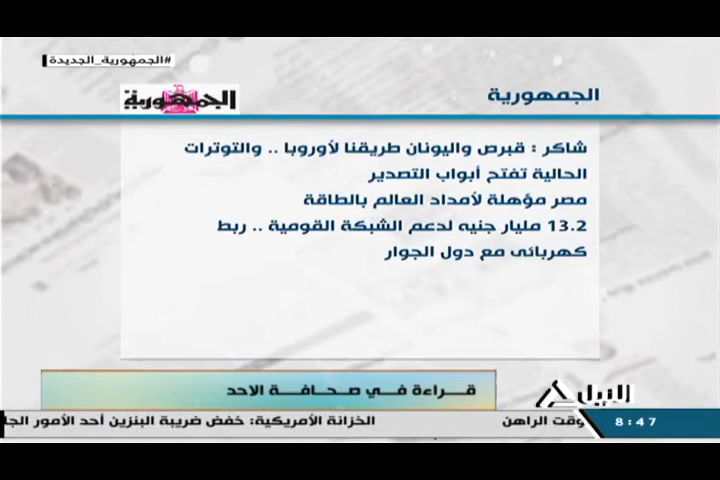 #الجمهورية_الجديدة
الجمهورية
الجمهورية
شاكر : قبرص واليونان طريقنا لأوروبا .. والتوترات
الحالية تفتح أبواب التصدير
مصر مؤهلة لأمداد العالم بالطاقة
13.2 مليار جنيه لدعم الشبكة القومية .. ربط
كهربائى مع دول الجوار
قراءة في صحافة الاحد
النيل
وقت الراهن
الخزانة الأمريكية: خفض ضريبة البنزين أحد الأمور
8:47